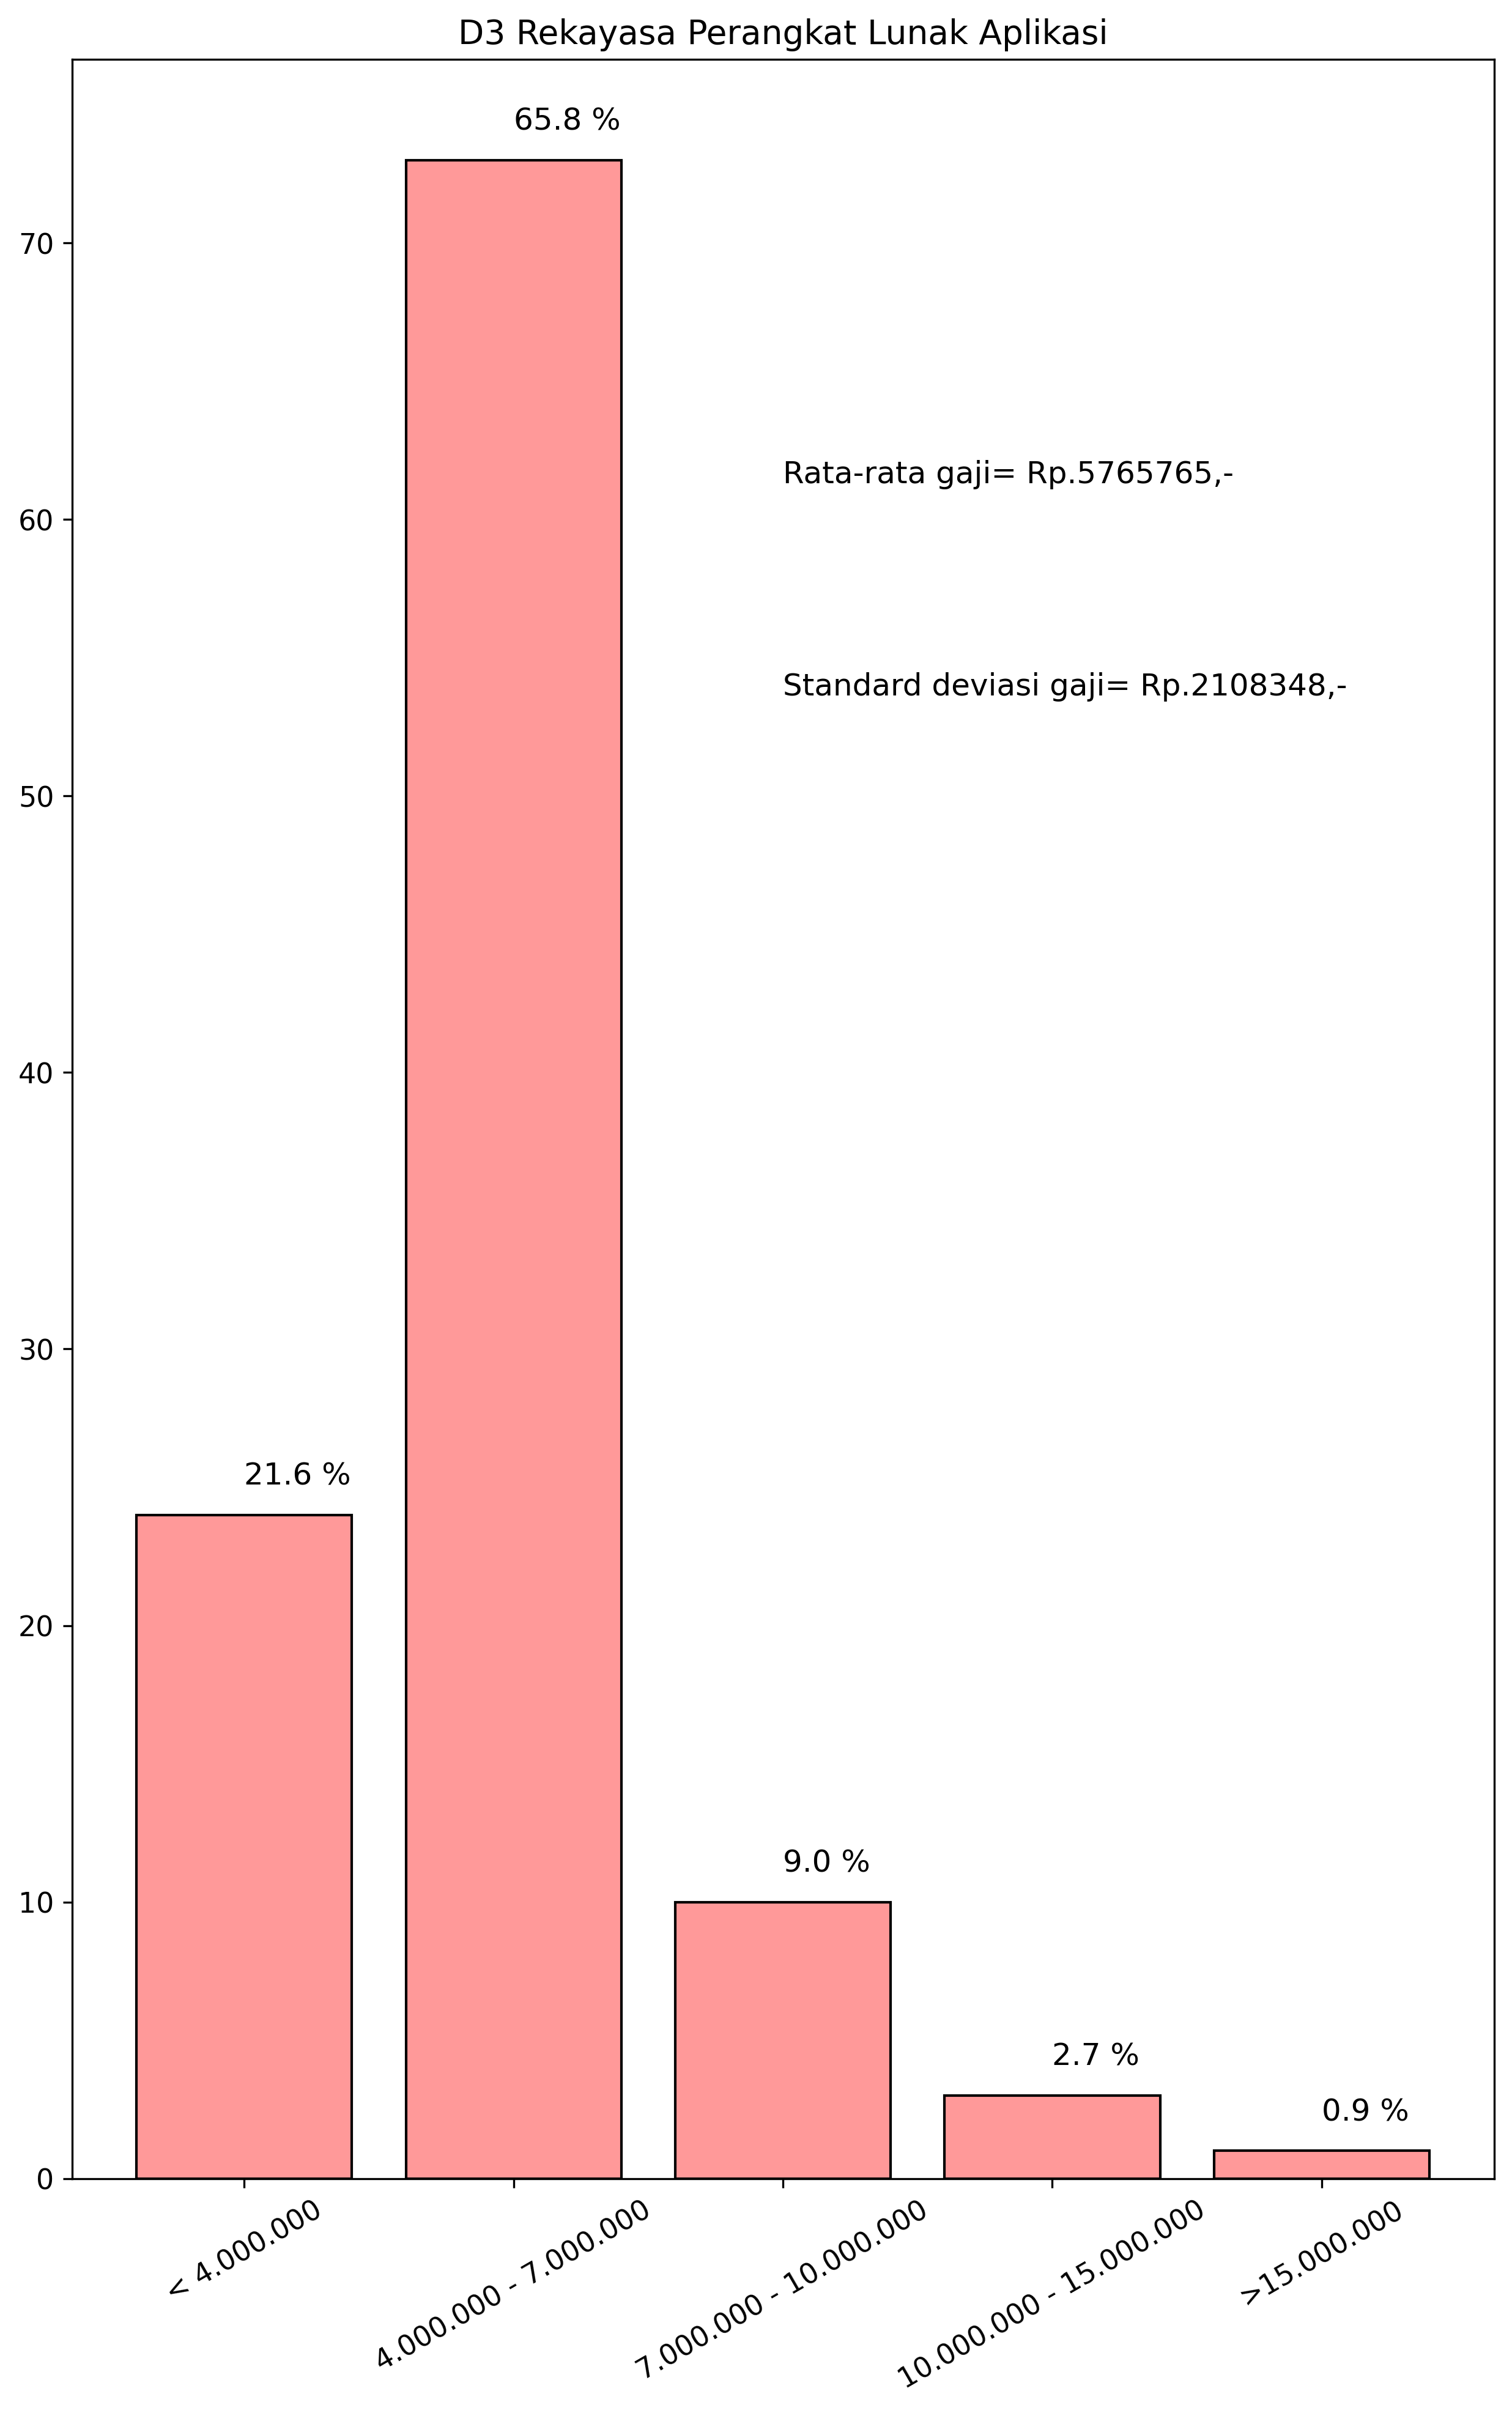 D3 Rekayasa Perangkat Lunak Aplikasi
65.8 %
70
Rata-rata gaji= Rp.5765765,-
60
Standard deviasi gaji= Rp.2108348,-
50
40
30
21.6 %
20
9.0 %
10
2.7 %
0.9 %
0
< 4.000.000
4.000.000 - 7.000.000
7.000.000 - 10.000.000
10.000.000 - 15.000.000
>15.000.000